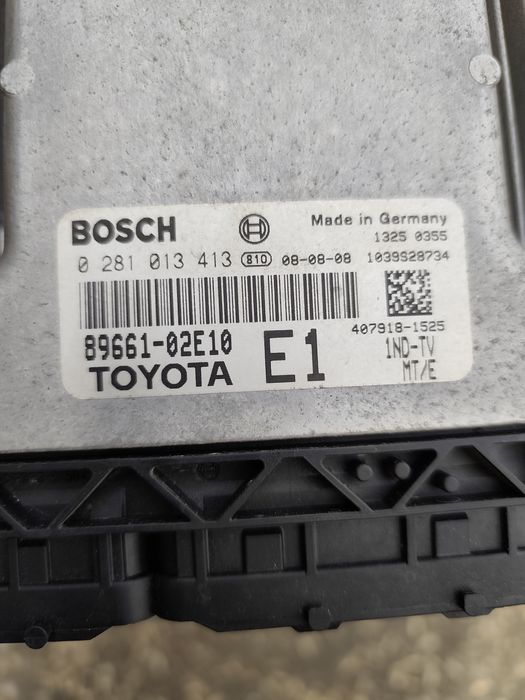 BOSCH Made in Germany
1325 0355
0 281 013 413 810 08-08-08 1039S28734
407918-1525
89661-02E10 E1 1ND-TV
TOYOTA MT/E